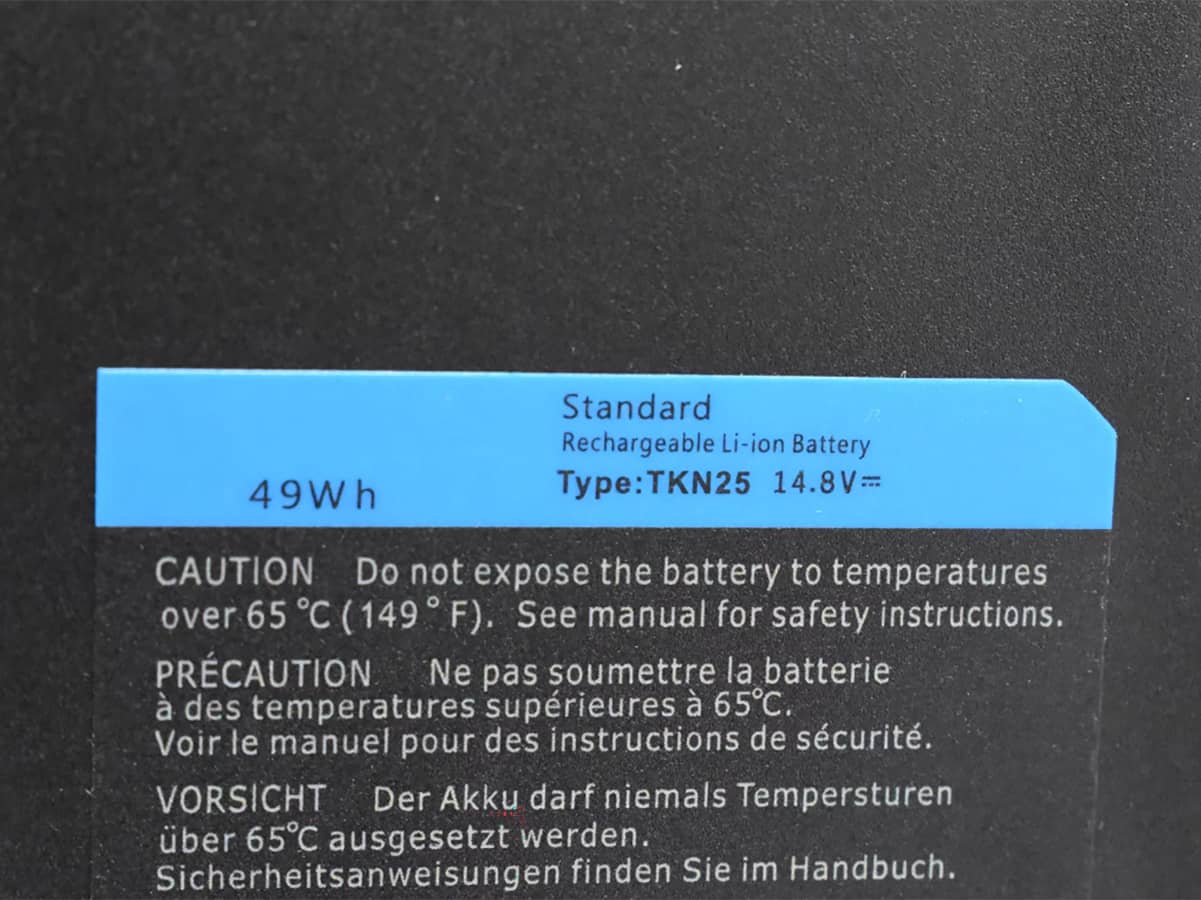 Standard
Rechargeable Li-ion Battery
49Wh
Type:TKN25 14.8V⎓
CAUTION Do not expose the battery to temperatures
over 65 °C (149 ° F). See manual for safety instructions.
PRÉCAUTION Ne pas soumettre la batterie
à des temperatures supérieures à 65℃.
Voir le manuel pour des instructions de sécurité.
VORSICHT Der Akku darf niemals Tempersturen
über 65℃ ausgesetzt werden.
Sicherheitsanweisungen finden Sie im Handbuch.